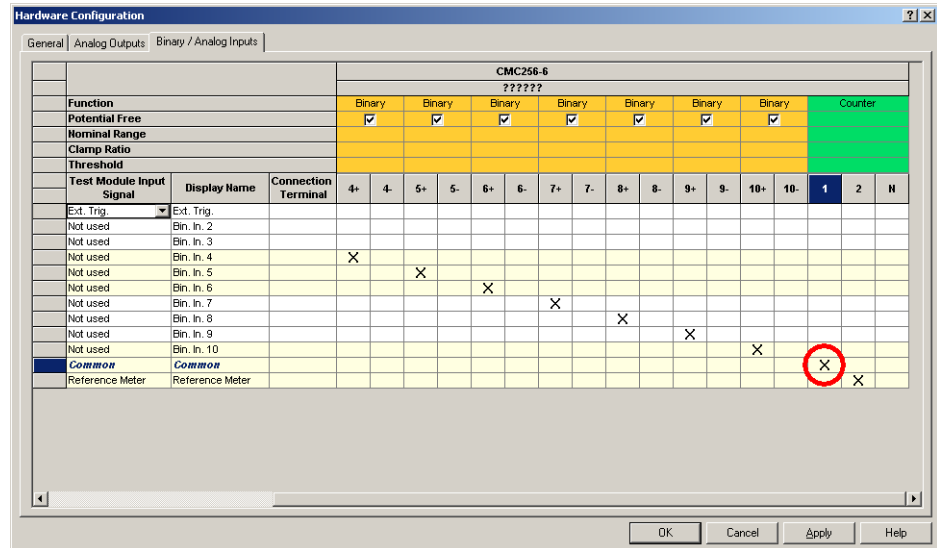 Hardware Configuration
General Analog Outputs Binary / Analog Inputs
CMC256-6
??????
Function Binary Binary Binary Binary Binary Binary Binary Counter
Potential Free
Nominal Range
Clamp Ratio
Threshold
Test Module Input Signal Display Name Connection Terminal 4+ 4- 5+ 5- 6+ 6- 7+ 7- 8+ 8- 9+ 9- 10+ 10- 1 2 N
Ext. Trig. Ext. Trig.
Not used Bin. In. 2
Not used Bin. In. 3
Not used Bin. In. 4 X
Not used Bin. In. 5 X
Not used Bin. In. 6 X
Not used Bin. In. 7 X
Not used Bin. In. 8 X
Not used Bin. In. 9 X
Not used Bin. In. 10 X
Common Common X
Reference Meter Reference Meter X
OK Cancel Apply Help